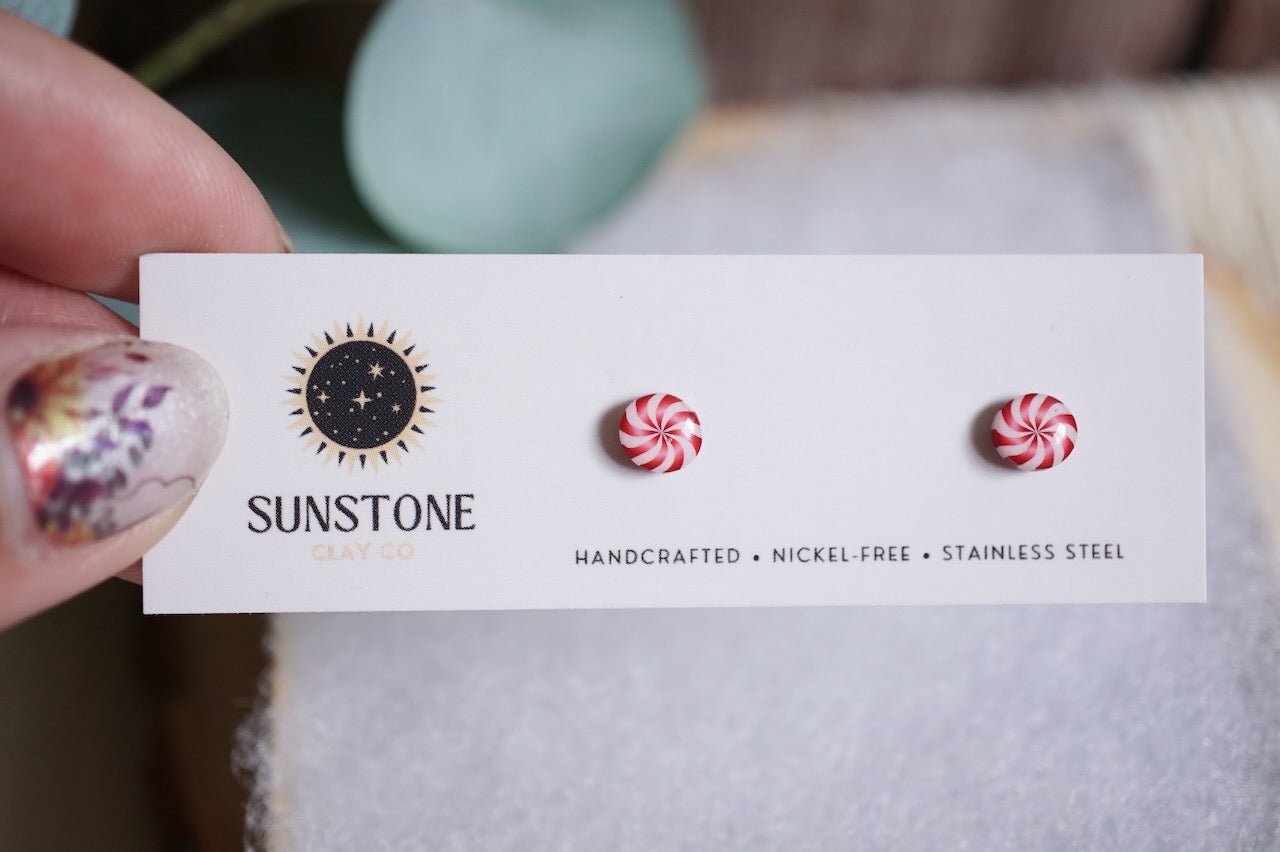 SUNSTONE
CLAY CO
HANDCRAFTED • NICKEL-FREE • STAINLESS STEEL